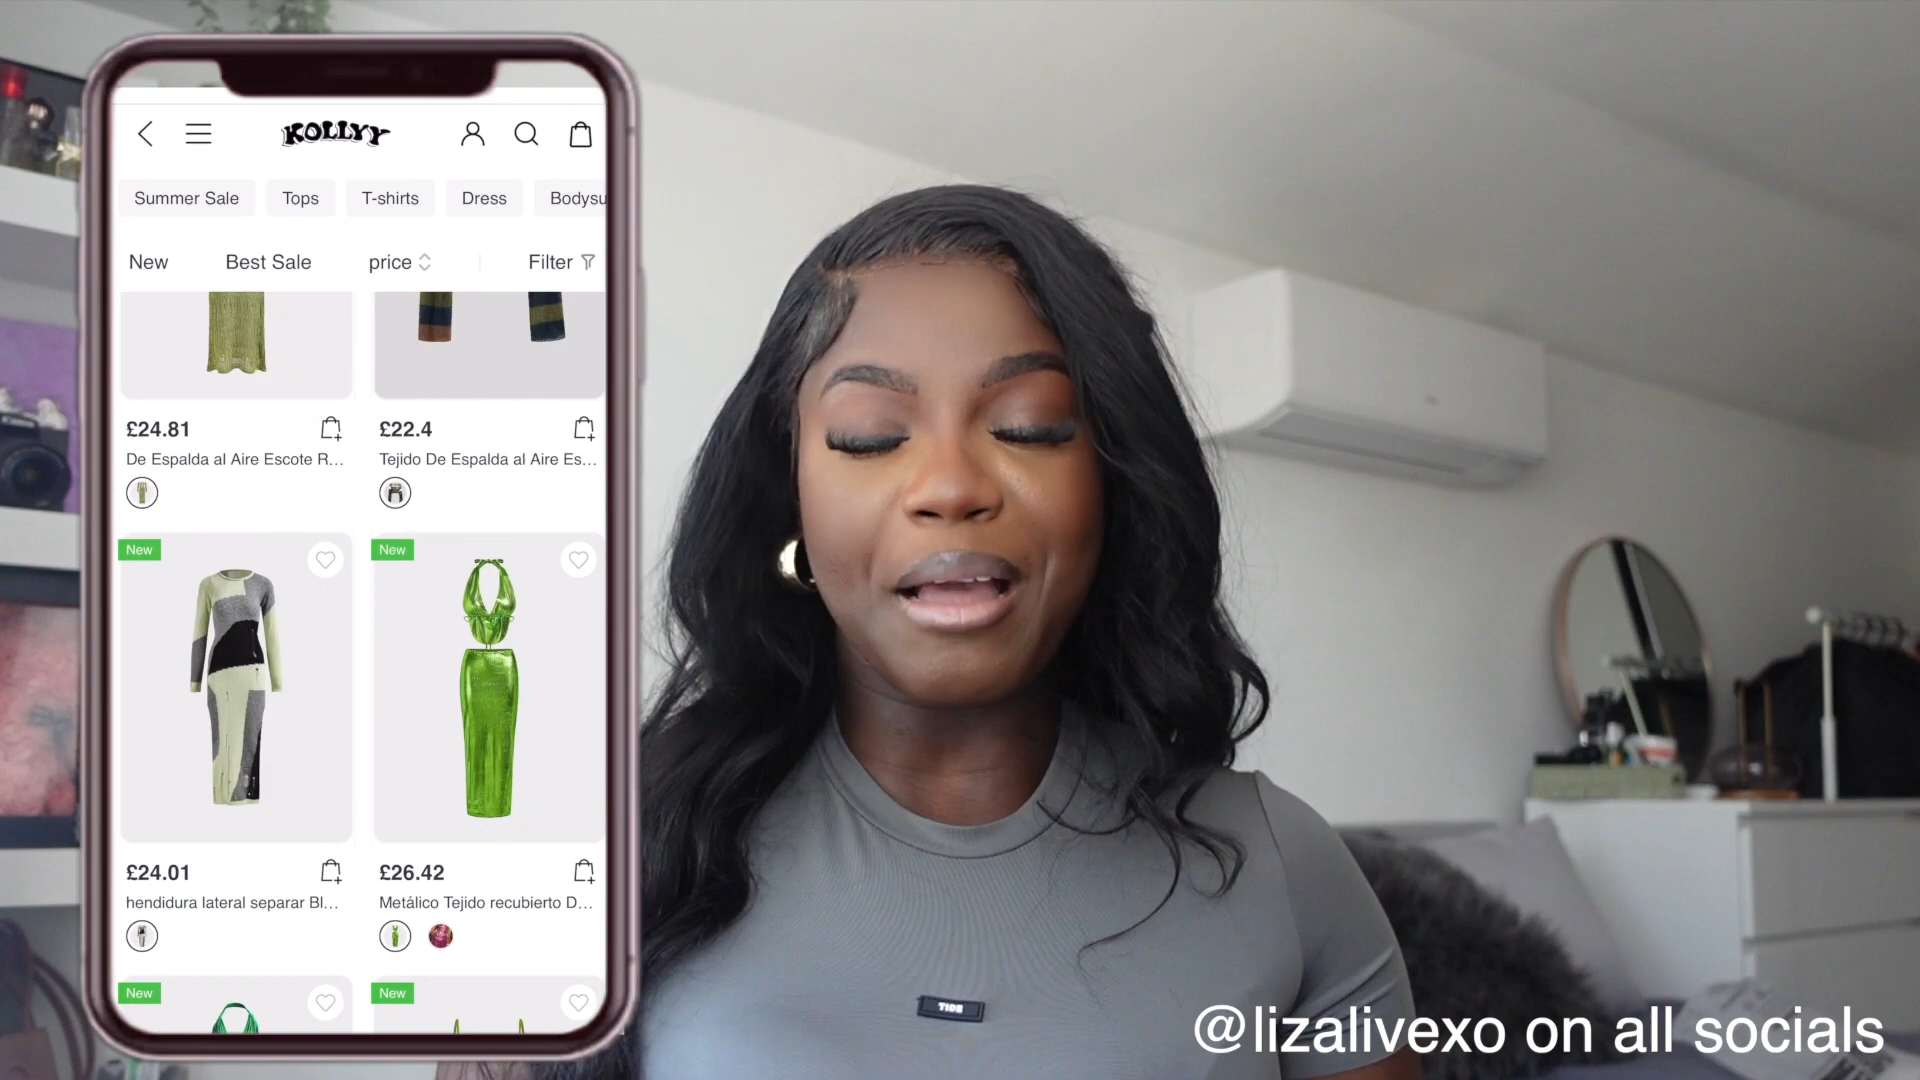 KOLLYY
Summer Sale Tops T-shirts Dress Bodysu
New Best Sale price Filter
£24.81 £22.4
De Espalda al Aire Escote R... Tejido De Espalda al Aire Es...
New New
£24.01 £26.42
hendidura lateral separar Bl... Metálico Tejido recubierto D...
New New
TIDE
@lizalivexo on all socials